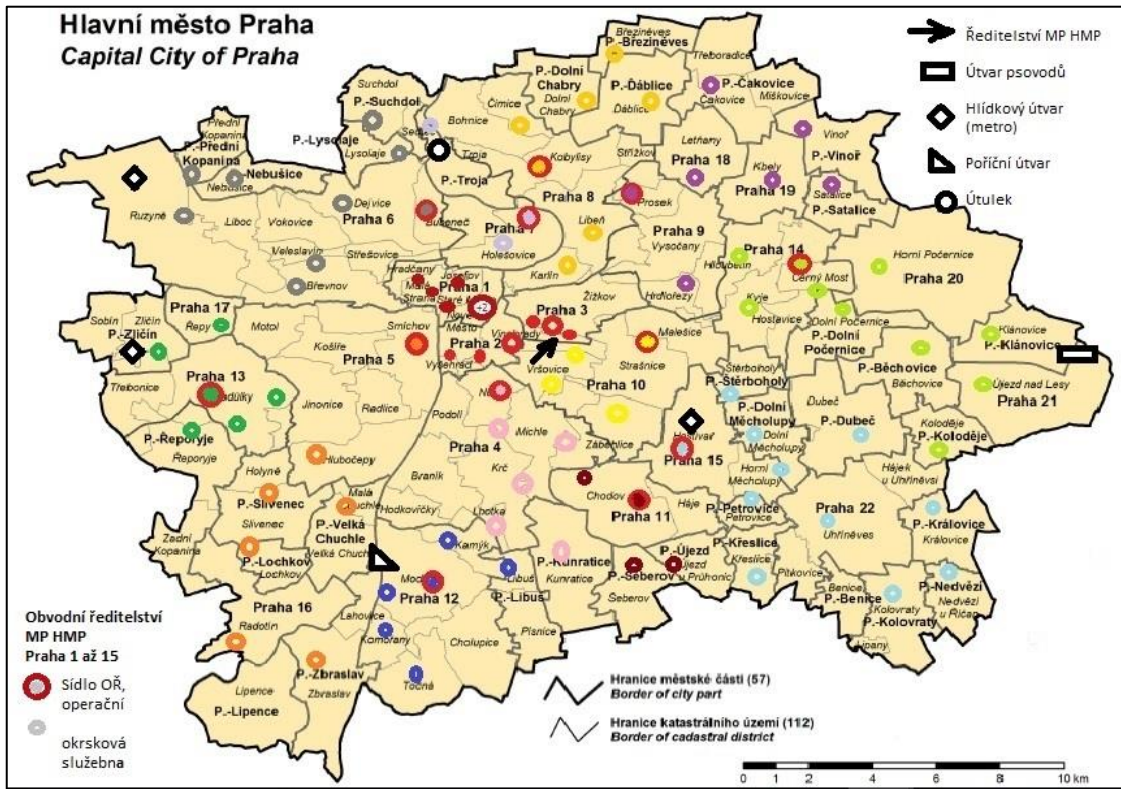 Hlavní město Praha
Capital City of Praha
Ředitelství MP HMP
Útvar psovodů
Hlídkový útvar
(metro)
Poříční útvar
Útulek
Březiněves
P.-Březiněves
Třeboradice
P.-Dolní
Chabry
Dolní
Chabry
P.-Ďáblice
Ďáblice
P.-Čakovice
Čakovice
Miškovice
Suchdol
P.-Suchdol
Čimice
Bohnice
Přední
Kopanina
P.-Přední
Kopanina
P.-Lysolaje
Lysolaje
Nebušice
Nebušice
Troja
P.-Troja
Kobylisy
Střížkov
Letňany
Praha 18
Praha 8
Vinoř
P.-Vinoř
Kbely
Praha 19
Satalice
P.-Satalice
Prosek
Ruzyně
Liboc
Vokovice
Dejvice
Praha 6
Veleslavín
Střešovice
Břevnov
Holešovice
Libeň
Karlín
Praha 9
Vysočany
Hloubětín
Hrdlořezy
Praha 14
Černý Most
Kyje
Hostavice
Horní Počernice
Praha 20
Hradčany
Josefov
Malá
Strana
Praha 1
Nové
Město
+2
Praha 2
Vyšehrad
Vinohrady
Praha 3
Žižkov
Praha 17
Sobín
Zličín
P.-Zličín
Řepy
Motol
Košíře
Smíchov
Praha 5
Malešice
Strašnice
Vršovice
Praha 10
Záběhlice
Dolní Počernice
P.-Dolní
Počernice
Klánovice
P.-Klánovice
P.-Běchovice
Běchovice
Újezd nad Lesy
Praha 21
Štěrboholy
P.-Štěrboholy
Třebonice
Praha 13
Jinonice
Radlice
Podolí
Michle
Praha 4
Krč
Braník
Hodkovičky
Lhotka
P.-Dolní
Měcholupy
Dolní
Měcholupy
Horní
Měcholupy
Dubeč
P.-Dubeč
Koloděje
P.-Koloděje
Praha 15
P.-Řeporyje
Řeporyje
Hlubočepy
Holyně
P.-Slivenec
Slivenec
Malá
Chuchle
P.-Velká
Chuchle
Velká Chuchle
Zadní
Kopanina
P.-Lochkov
Lochkov
Chodov
Háje
Praha 11
P.-Petrovice
Petrovice
Hájek u
Uhříněvsi
Praha 22
Uhříněves
P.-Královice
Královice
P.-Křeslice
Křeslice
Pitkovice
P.-Kunratice
Kunratice
P.-Šeberov
Šeberov
P.-Újezd
Újezd
u Průhonic
Benice
P.-Benice
Kolovraty
P.-Kolovraty
Lipany
P.-Nedvězí
Nedvězí
u Říčan
Kamýk
Praha 12
Libuš
P.-Libuš
Písnice
Cholupice
Komořany
Točná
Lahovice
Praha 16
Radotín
P.-Zbraslav
Zbraslav
Lipence
P.-Lipence
Obvodní ředitelství
MP HMP
Praha 1 až 15
Sídlo OŘ,
operační
okrsková
služebna
Hranice městské části (57)
Border of city part
Hranice katastrálního území (112)
Border of cadastral district
0 1 2 4 6 8 10 km